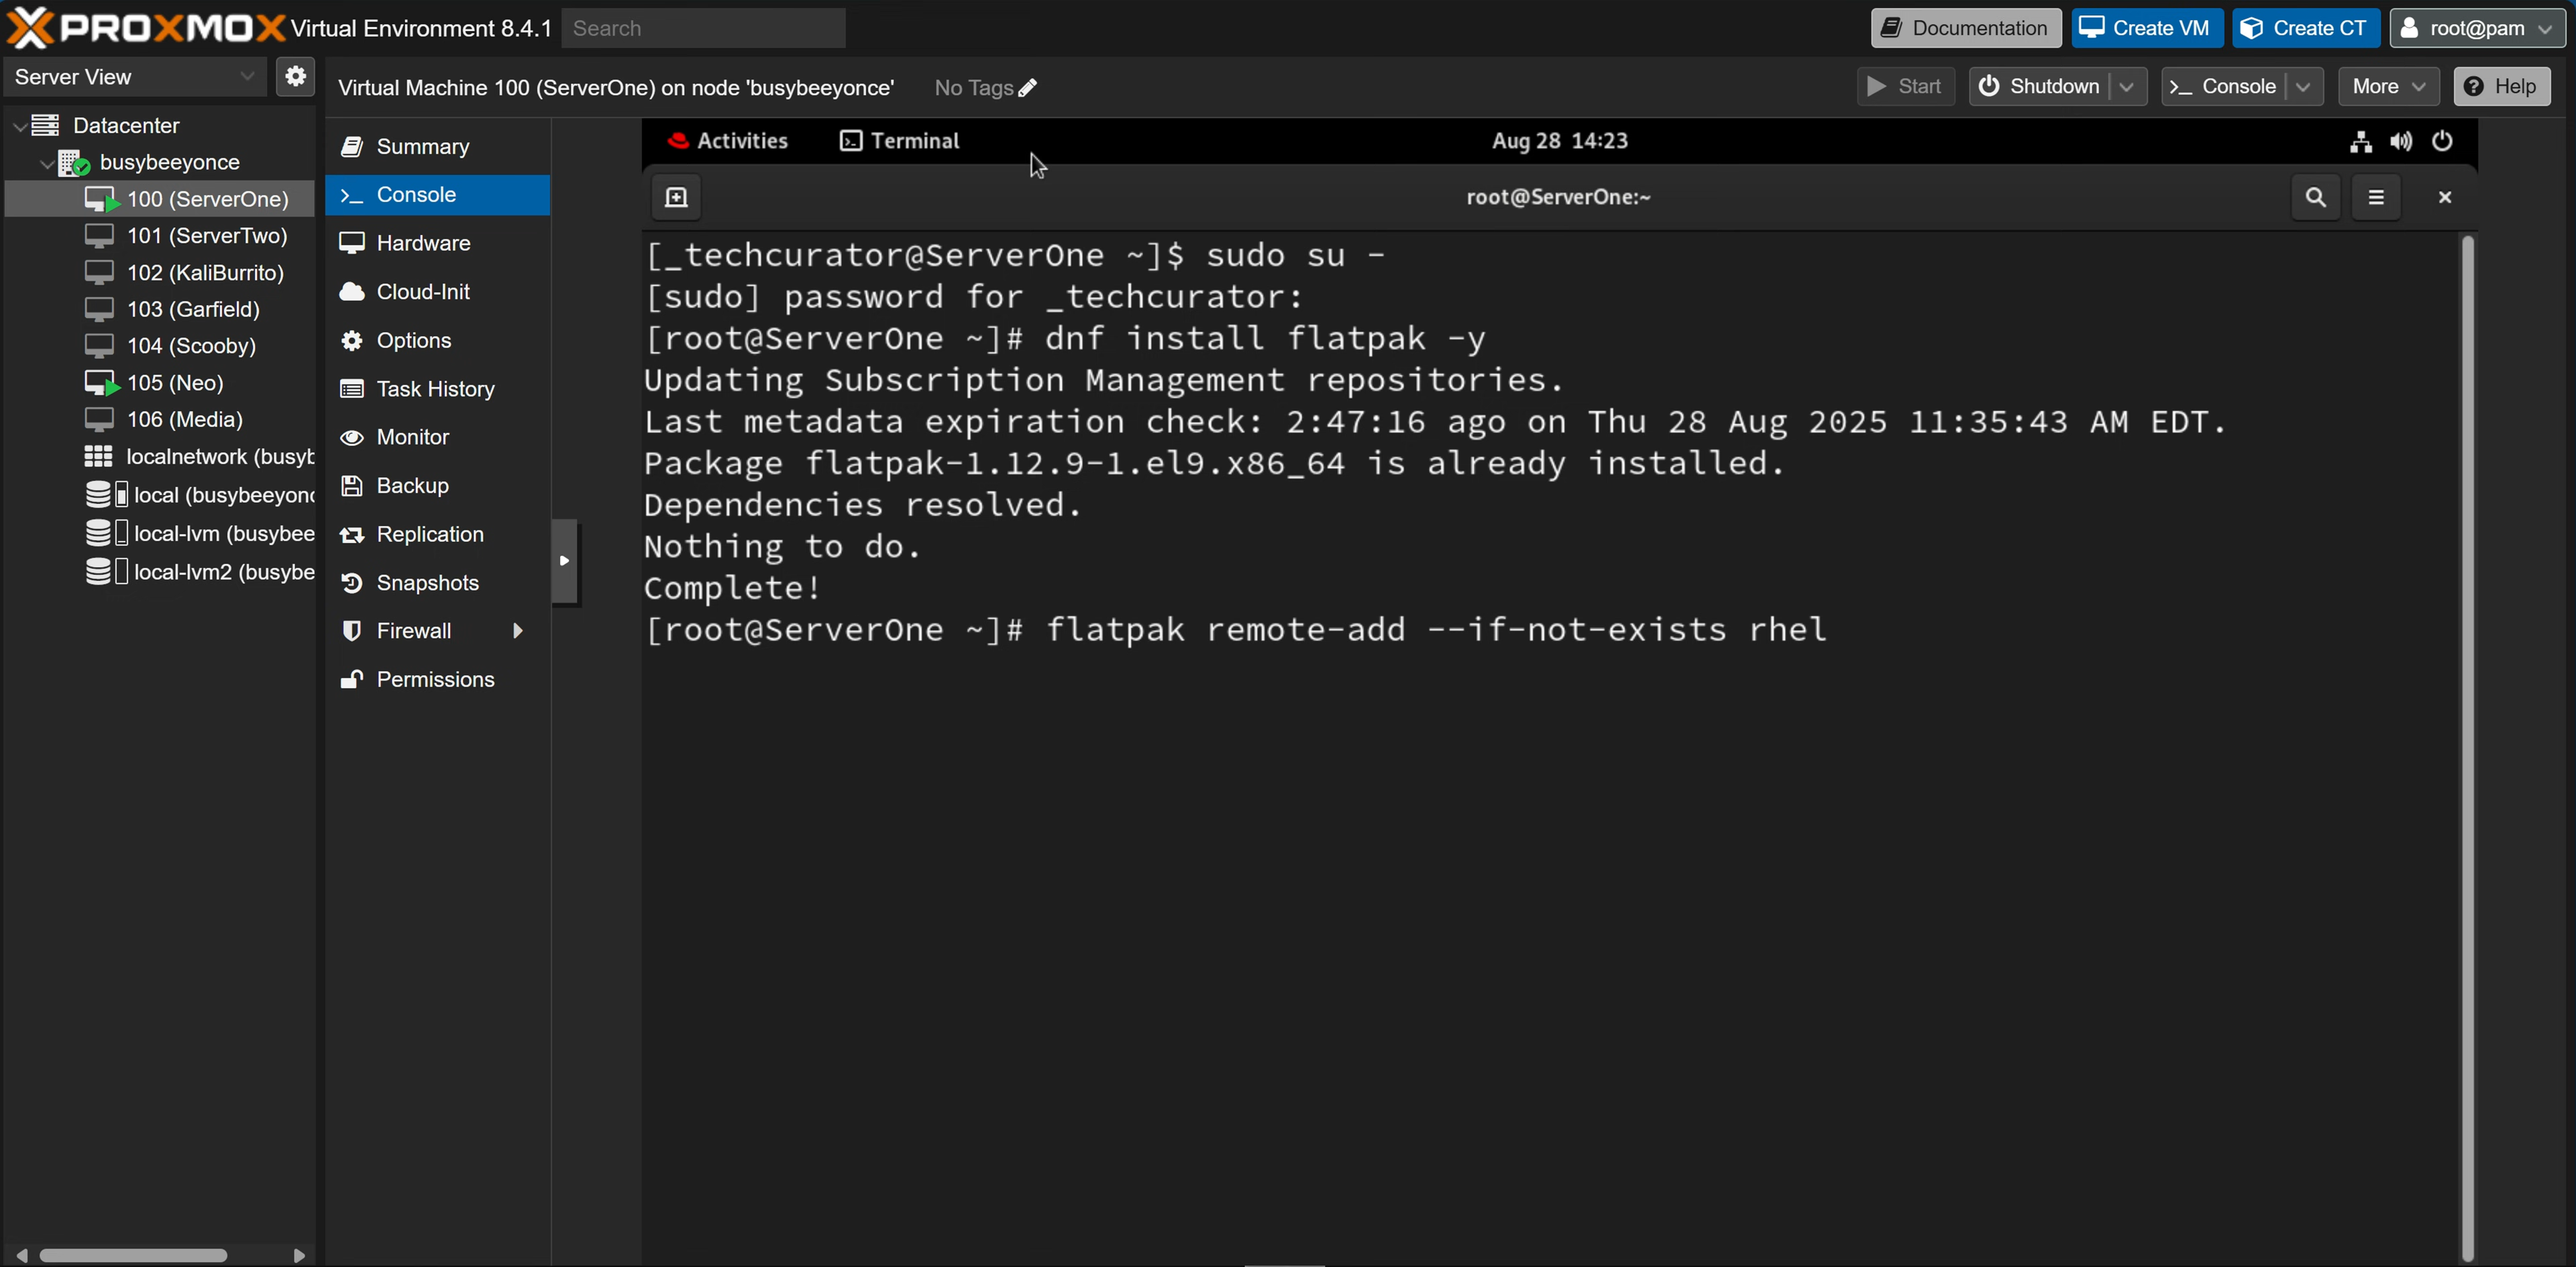 PROXMOX Virtual Environment 8.4.1 Search Documentation Create VM Create CT root@pam
Server View
Virtual Machine 100 (ServerOne) on node 'busybeeyonce' No Tags Start Shutdown Console More Help
Datacenter
busybeeyonce
100 (ServerOne)
101 (ServerTwo)
102 (KaliBurrito)
103 (Garfield)
104 (Scooby)
105 (Neo)
106 (Media)
localnetwork (busyb
local (busybeeyonc
local-lvm (busybee
local-lvm2 (busybe
Summary
Console
Hardware
Cloud-Init
Options
Task History
Monitor
Backup
Replication
Snapshots
Firewall
Permissions
Activities Terminal Aug 28 14:23
root@ServerOne:~
[_techcurator@ServerOne ~]$ sudo su -
[sudo] password for _techcurator:
[root@ServerOne ~]# dnf install flatpak -y
Updating Subscription Management repositories.
Last metadata expiration check: 2:47:16 ago on Thu 28 Aug 2025 11:35:43 AM EDT.
Package flatpak-1.12.9-1.el9.x86_64 is already installed.
Dependencies resolved.
Nothing to do.
Complete!
[root@ServerOne ~]# flatpak remote-add --if-not-exists rhel